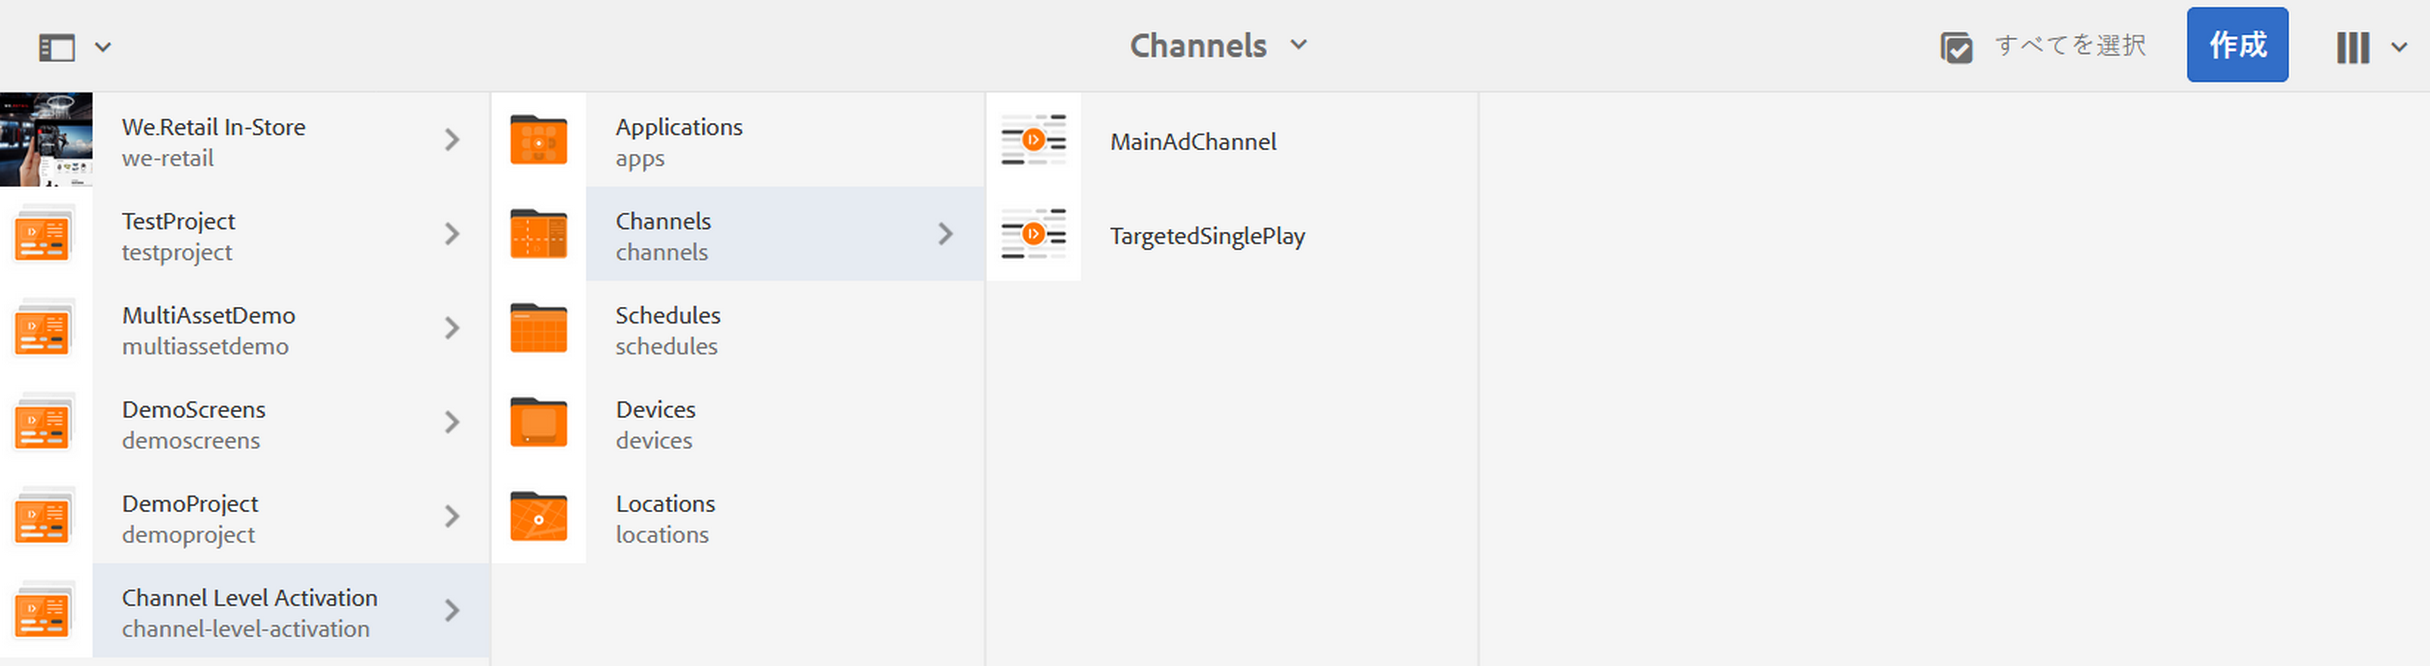 Channels
すべてを選択
作成
We.Retail In-Store
we-retail
TestProject
testproject
MultiAssetDemo
multiassetdemo
DemoScreens
demoscreens
DemoProject
demoproject
Channel Level Activation
channel-level-activation
Applications
apps
Channels
channels
Schedules
schedules
Devices
devices
Locations
locations
MainAdChannel
TargetedSinglePlay